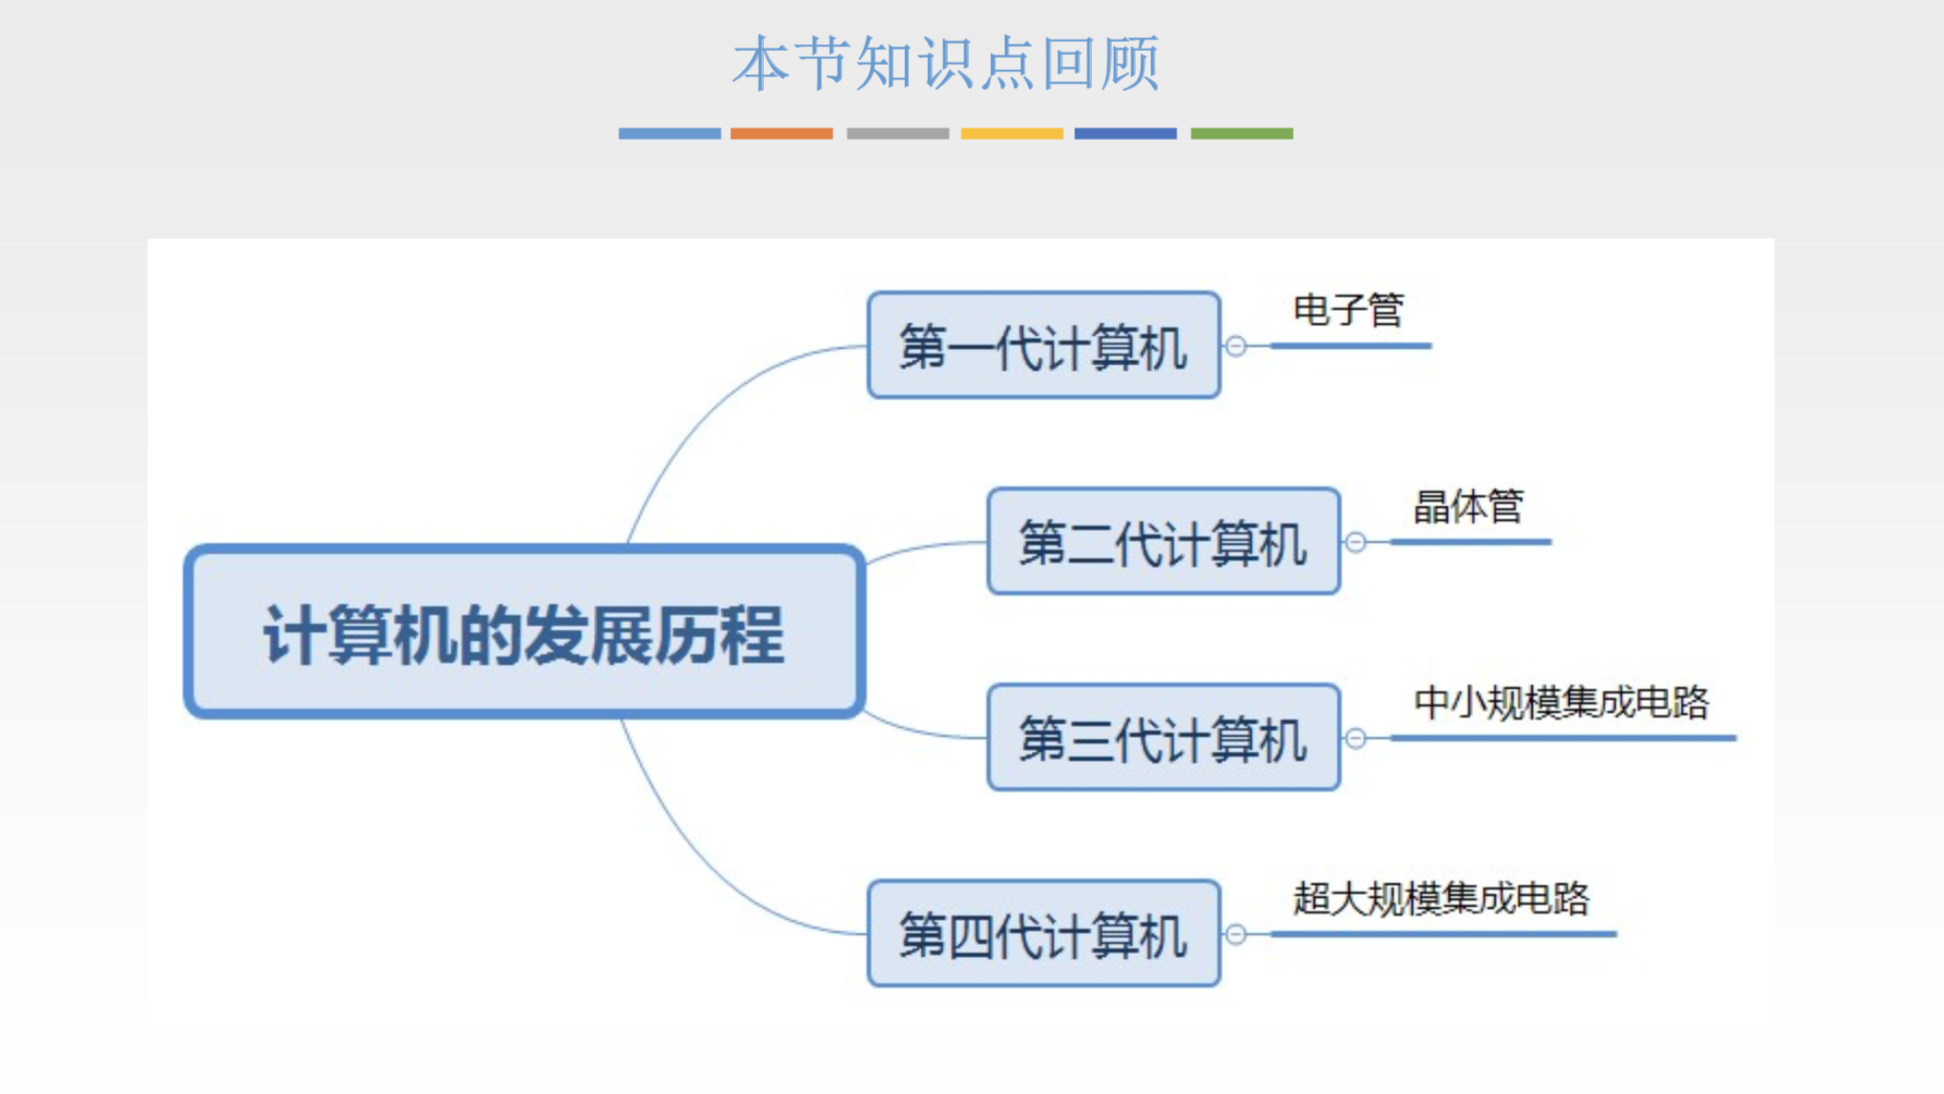 本节知识点回顾
第一代计算机
电子管
第二代计算机
晶体管
计算机的发展历程
第三代计算机
中小规模集成电路
第四代计算机
超大规模集成电路